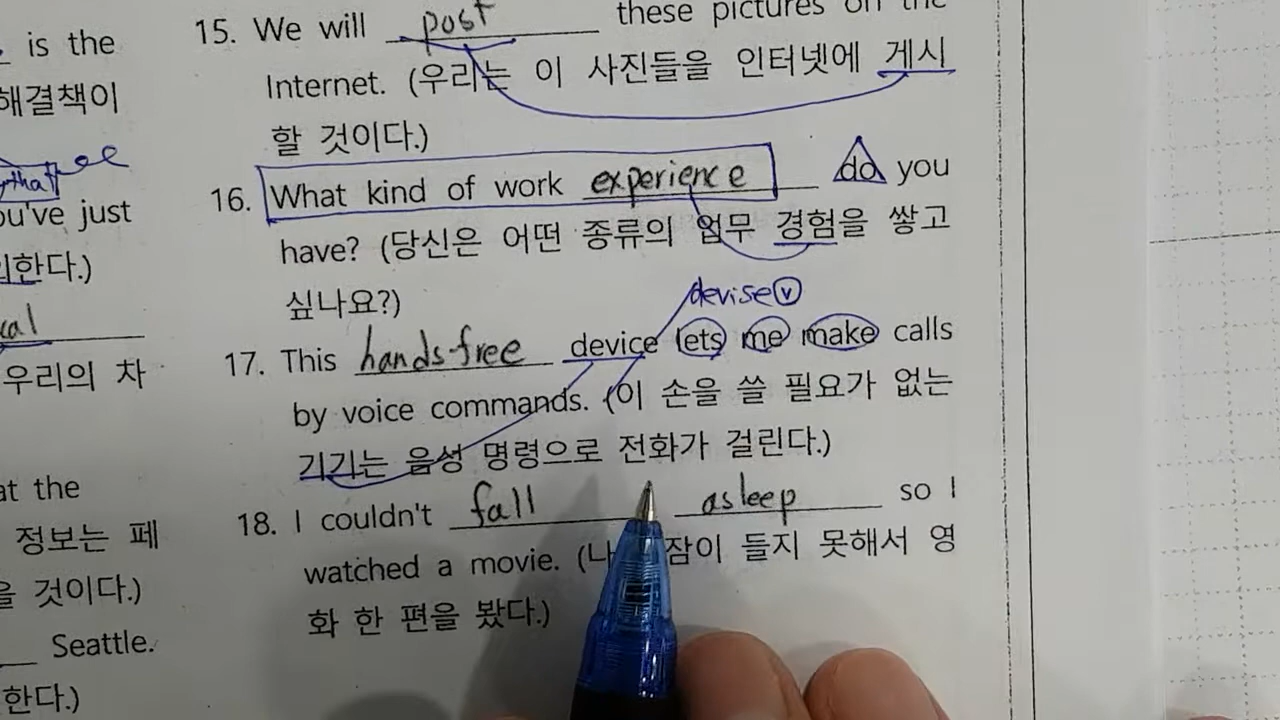 is the
해결책이
that
ou've just
한다.)
cal
우리의 차
at the
정보는 페
을 것이다.)
Seattle.
한다.)
15. We will post these pictures on the
Internet. (우리는 이 사진들을 인터넷에 게시
할 것이다.)
16. What kind of work experience do you
have? (당신은 어떤 종류의 업무 경험을 쌓고
싶나요?)
devise v
17. This hands-free device lets me make calls
by voice commands. (이 손을 쓸 필요가 없는
기기는 음성 명령으로 전화가 걸린다.)
18. I couldn't fall asleep so I
watched a movie. (나 잠이 들지 못해서 영
화 한 편을 봤다.)